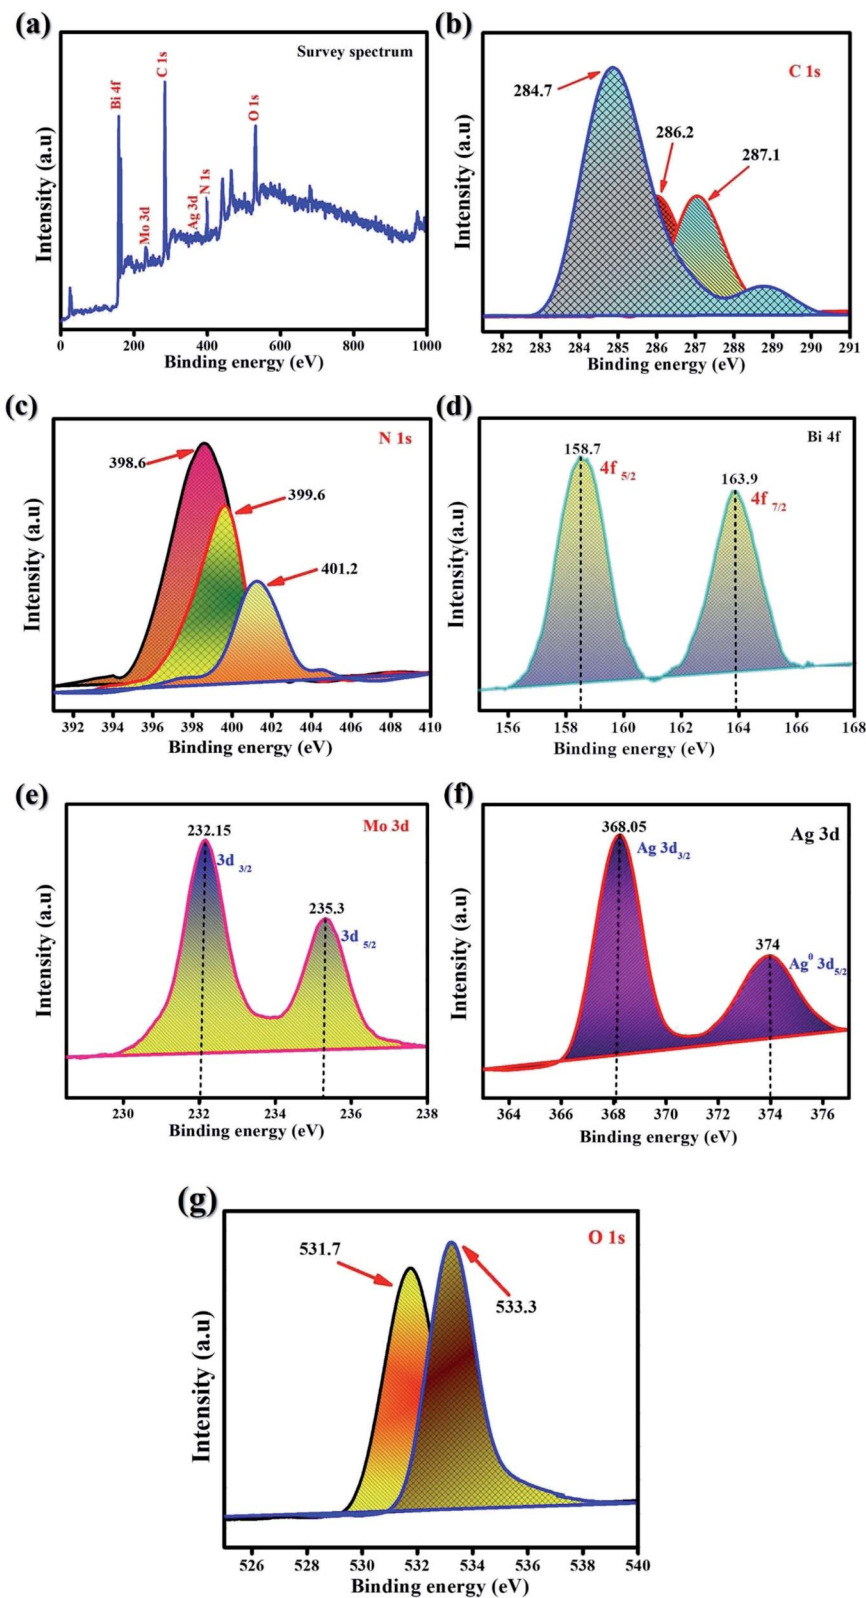 (a)
Survey spectrum
Bi 4f
Mo 3d
C 1s
Ag 3d
N 1s
O 1s
Intensity (a.u)
0 200 400 600 800 1000
Binding energy (eV)
(b)
C 1s
284.7
286.2
287.1
Intensity (a.u)
282 283 284 285 286 287 288 289 290 291
Binding energy (eV)
(c)
N 1s
398.6
399.6
401.2
Intensity (a.u)
392 394 396 398 400 402 404 406 408 410
Binding energy (eV)
(d)
Bi 4f
158.7
4f 5/2
163.9
4f 7/2
Intensity(a.u)
156 158 160 162 164 166 168
Binding energy (eV)
(e)
Mo 3d
232.15
3d 3/2
235.3
3d 5/2
Intensity (a.u)
230 232 234 236 238
Binding energy (eV)
(f)
Ag 3d
368.05
Ag 3d3/2
374
Ag0 3d5/2
Intensity (a.u)
364 366 368 370 372 374 376
Binding energy (eV)
(g)
O 1s
531.7
533.3
Intensity (a.u)
526 528 530 532 534 536 538 540
Binding energy (eV)